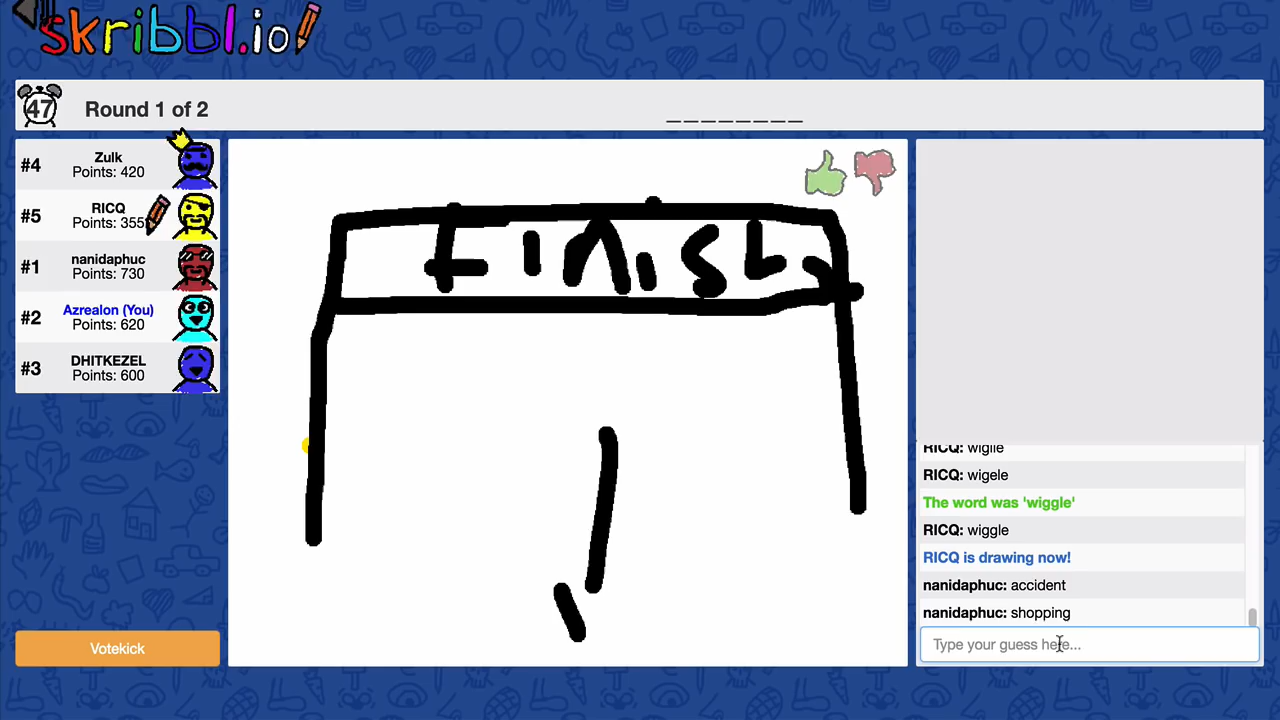 skribbl.io
47
Round 1 of 2
________
#4
Zulk
Points: 420
#5
RICQ
Points: 355
#1
nanidaphuc
Points: 730
#2
Azrealon (You)
Points: 620
#3
DHITKEZEL
Points: 600
Finish
RICQ: wigile
RICQ: wigele
The word was 'wiggle'
RICQ: wiggle
RICQ is drawing now!
nanidaphuc: accident
nanidaphuc: shopping
Type your guess here...
Votekick